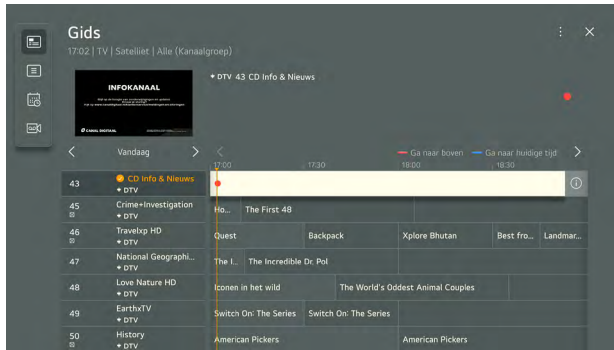 Gids
17:02 | TV | Satelliet | Alle (Kanaalgroep)
INFOKANAAL
CANAL DIGITAAL
DTV 43 CD Info & Nieuws
Vandaag
Ga naar boven
Ga naar huidige tijd
17:00 17:30 18:00 18:30
43 CD Info & Nieuws
DTV
45 Crime+Investigation Ho... The First 48
DTV
46 Travelxp HD Quest Backpack Xplore Bhutan Best fro... Landmar...
DTV
47 National Geographi... The I... The Incredible Dr. Pol
DTV
48 Love Nature HD Iconen in het wild The World's Oddest Animal Couples
DTV
49 EarthxTV Switch On: The Series Switch On: The Series
DTV
50 History American Pickers American Pickers
DTV